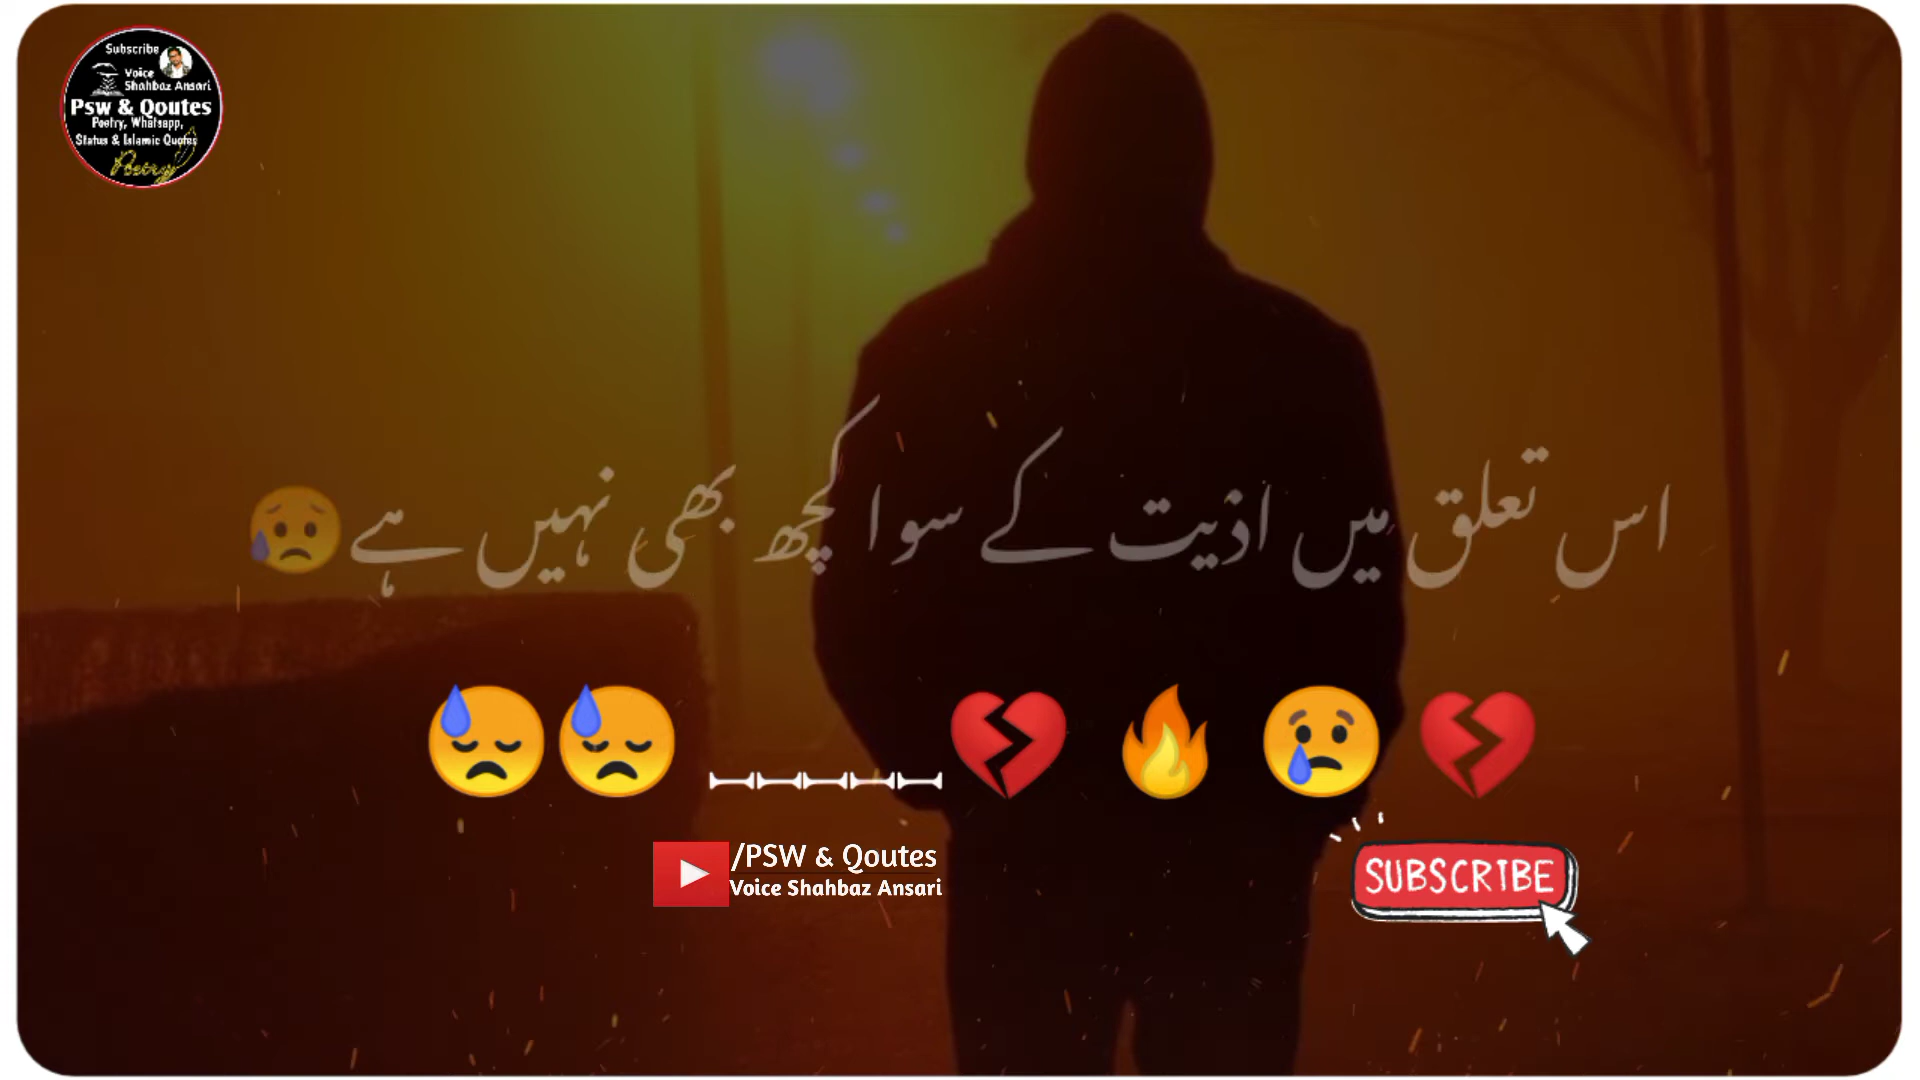 Subscribe
Voice
Shahbaz Ansari
Psw & Qoutes
Poetry, Whatsapp,
Status & Islamic Quotes
Poetry
اس تعلق میں اذیت کے سوا کچھ بھی نہیں ہے😥
😓😓 💔 🔥 😢 💔
/PSW & Qoutes
Voice Shahbaz Ansari
SUBSCRIBE